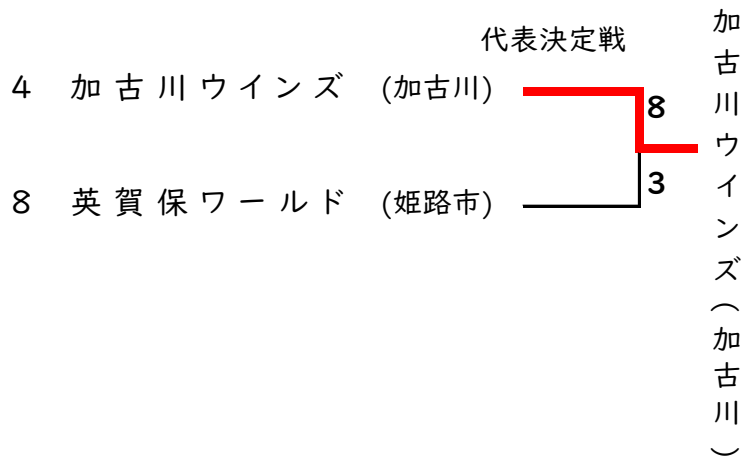 代表決定戦
4 加古川ウインズ (加古川)
8
3
8 英賀保ワールド (姫路市)
加古川ウインズ(加古川)